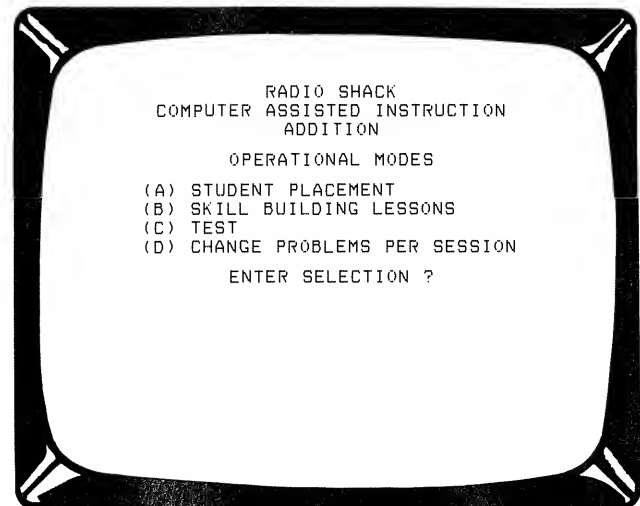 RADIO SHACK
COMPUTER ASSISTED INSTRUCTION
ADDITION
OPERATIONAL MODES
(A) STUDENT PLACEMENT
(B) SKILL BUILDING LESSONS
(C) TEST
(D) CHANGE PROBLEMS PER SESSION
ENTER SELECTION ?